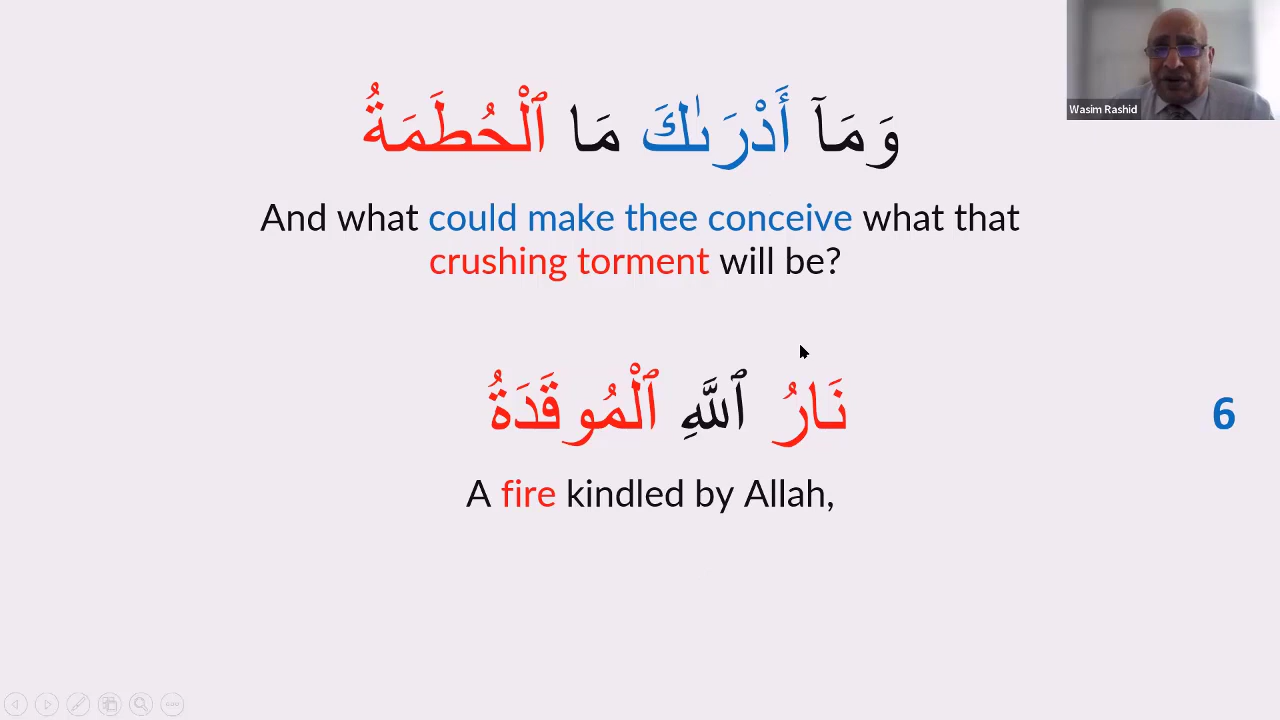 Wasim Rashid
وَمَآ أَدْرَىٰكَ مَا ٱلْحُطَمَةُ
And what could make thee conceive what that
crushing torment will be?
نَارُ ٱللَّهِ ٱلْمُوقَدَةُ
6
A fire kindled by Allah,